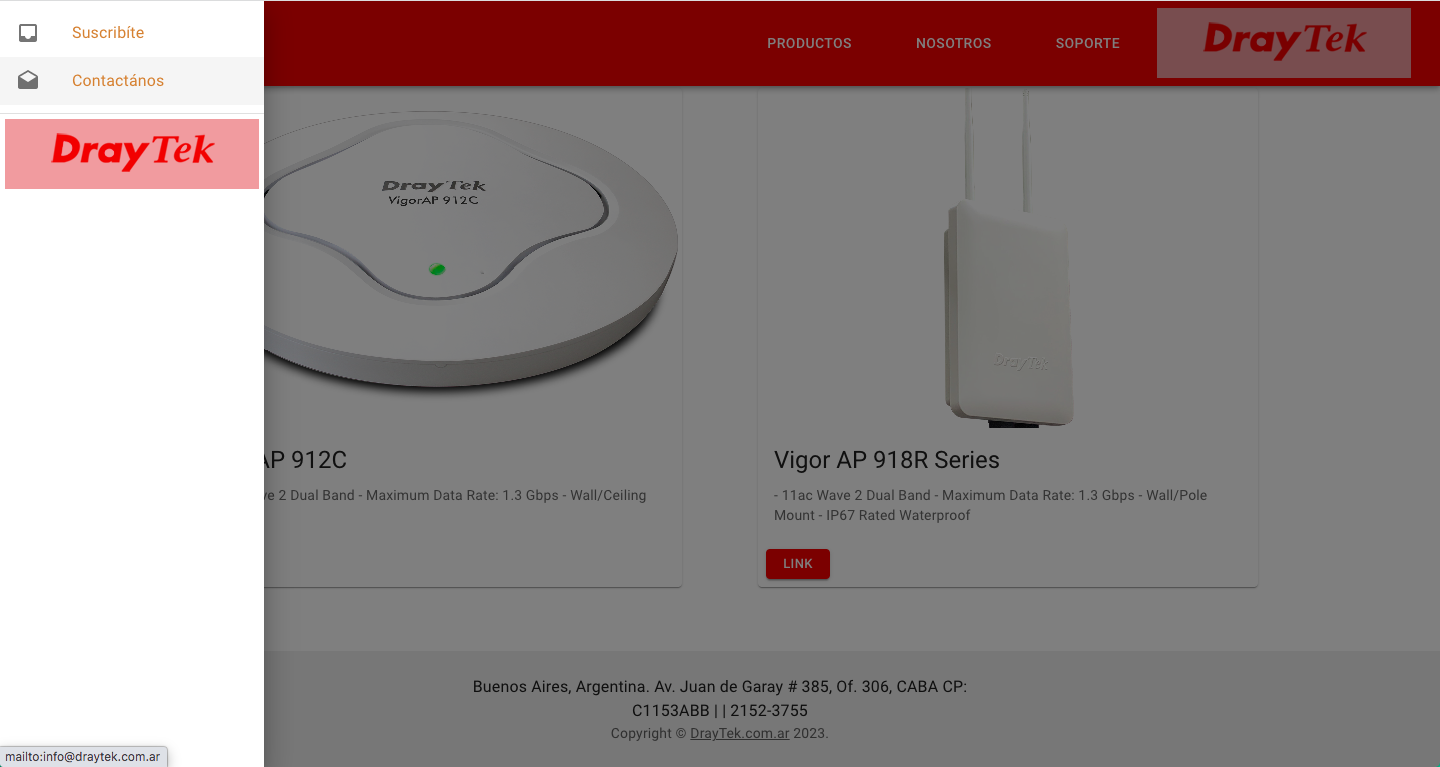 Suscribíte
Contactános
DrayTek
PRODUCTOS
NOSOTROS
SOPORTE
DrayTek
DrayTek
VigorAP 912C
AP 912C
ve 2 Dual Band - Maximum Data Rate: 1.3 Gbps - Wall/Ceiling
DrayTek
Vigor AP 918R Series
- 11ac Wave 2 Dual Band - Maximum Data Rate: 1.3 Gbps - Wall/Pole
Mount - IP67 Rated Waterproof
LINK
Buenos Aires, Argentina. Av. Juan de Garay # 385, Of. 306, CABA CP:
C1153ABB | | 2152-3755
Copyright © DrayTek.com.ar 2023.
mailto:info@draytek.com.ar